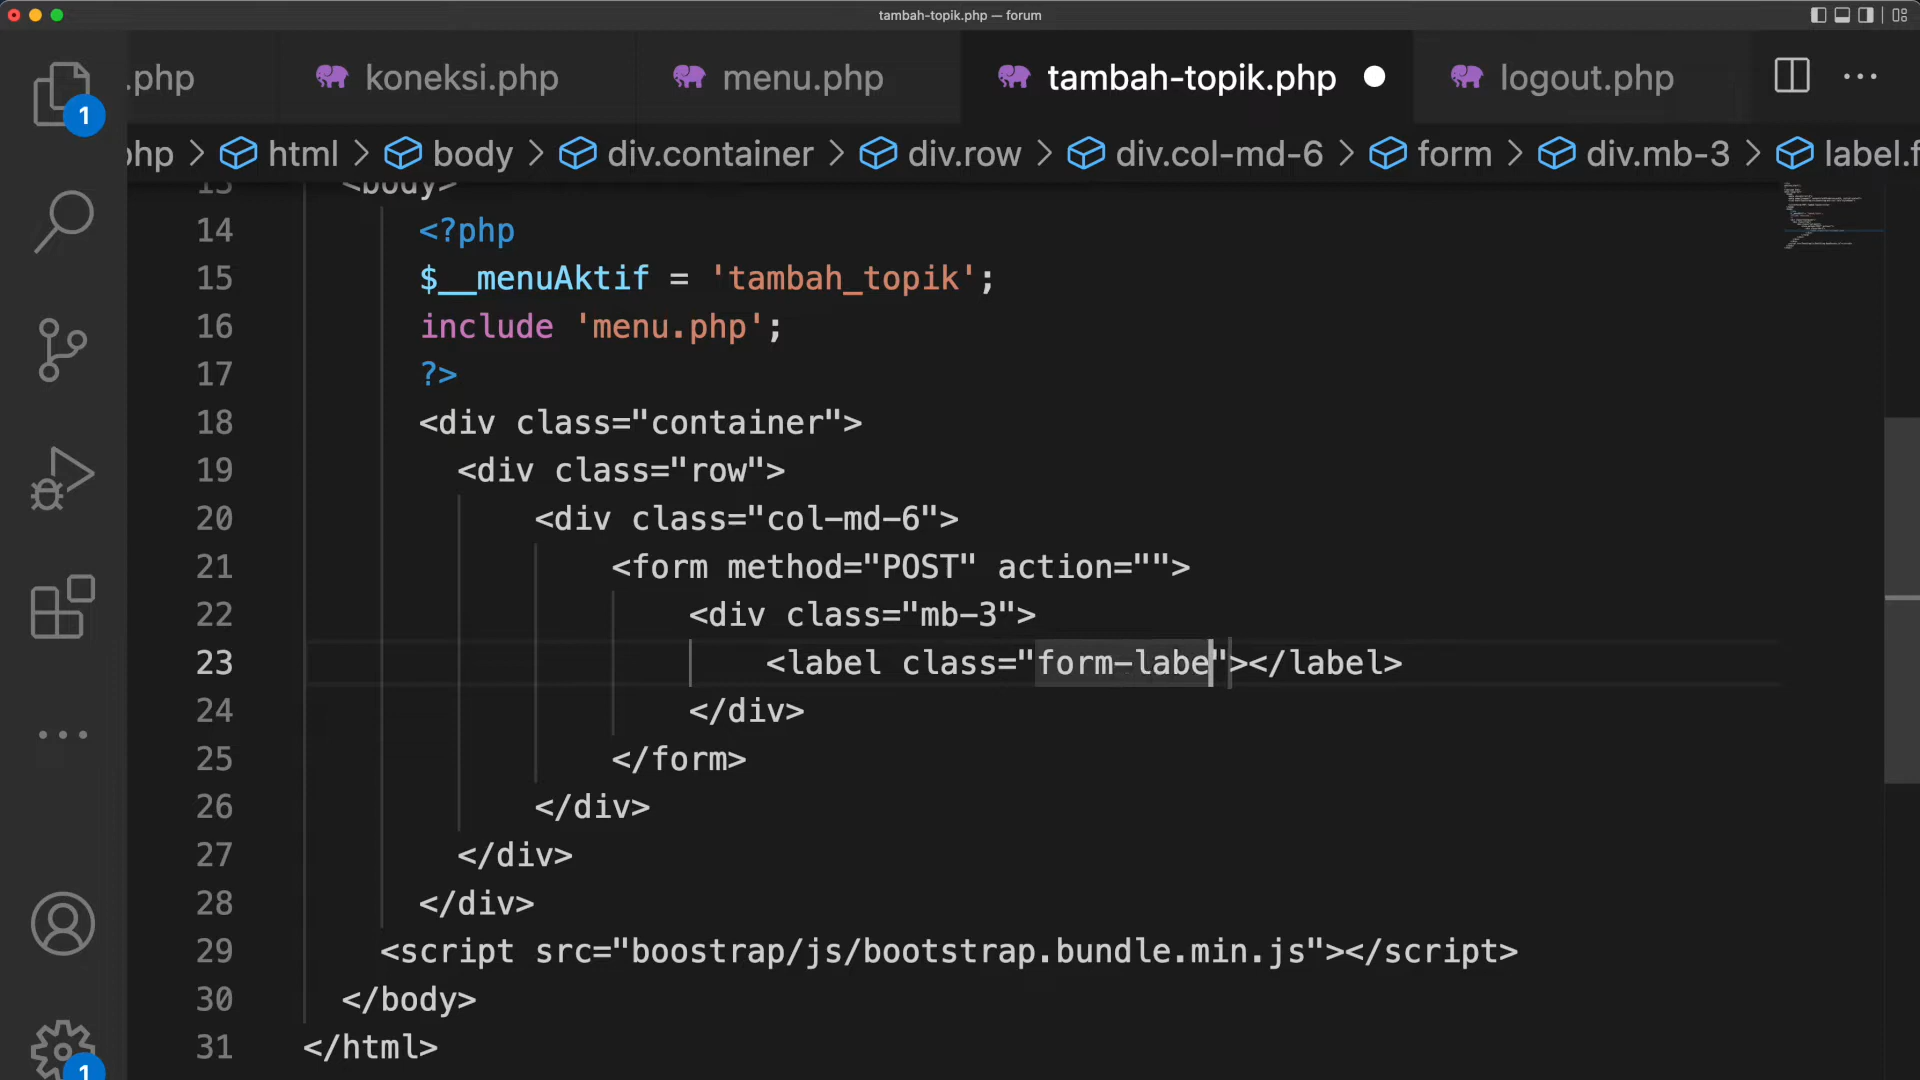 tambah-topik.php — forum
.php koneksi.php menu.php tambah-topik.php logout.php
1
php > html > body > div.container > div.row > div.col-md-6 > form > div.mb-3 > label.f
13 <body>
14 <?php
15 $__menuAktif = 'tambah_topik';
16 include 'menu.php';
17 ?>
18 <div class="container">
19 <div class="row">
20 <div class="col-md-6">
21 <form method="POST" action="">
22 <div class="mb-3">
23 <label class="form-labe"></label>
24 </div>
25 </form>
26 </div>
27 </div>
28 </div>
29 <script src="boostrap/js/bootstrap.bundle.min.js"></script>
30 </body>
31 </html>
1